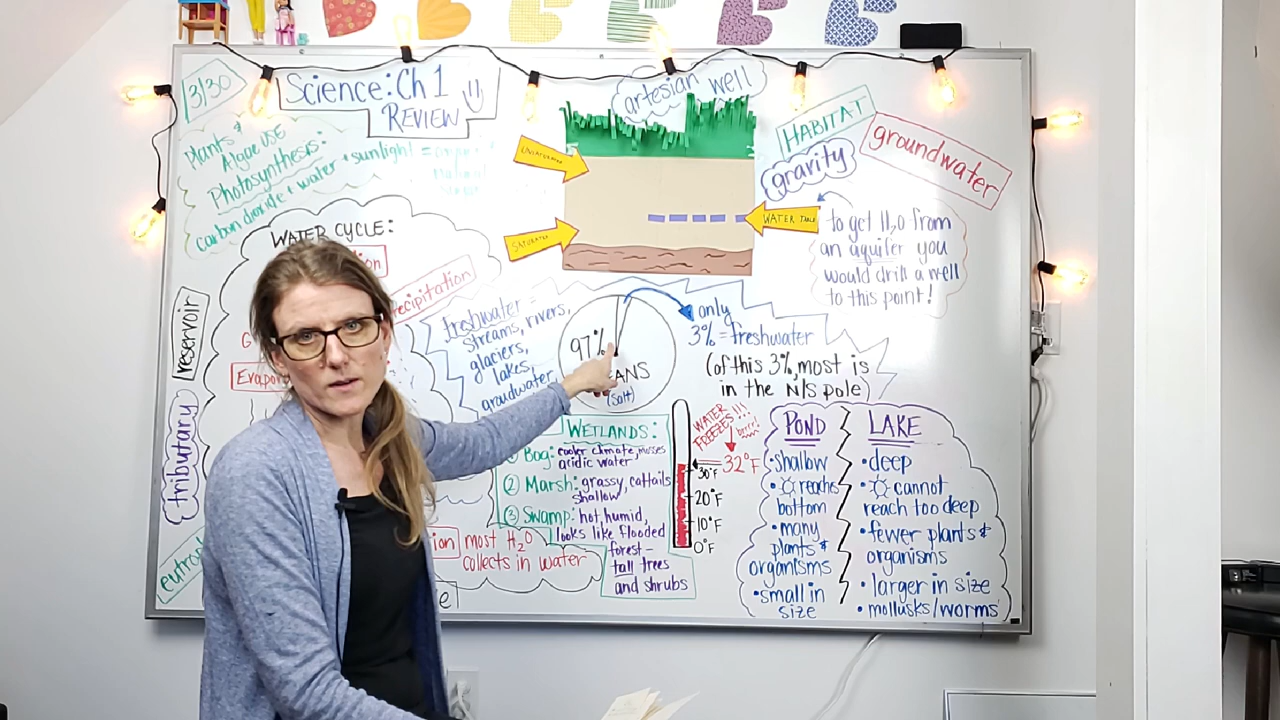 3/30
Science: Ch 1
REVIEW
artesian well
HABITAT
groundwater
gravity
Plants &
Algae USE
Photosynthesis:
carbon dioxide + water + sunlight =
UNSATURATED
SATURATED
WATER TABLE
to get H2O from
an aquifer you
would drill a well
to this point!
WATER CYCLE:
reservoir
tributary
freshwater =
streams, rivers,
glaciers,
lakes,
groudwater
97%
(salt)
only
3% = freshwater
(of this 3%, most is
in the N/S pole)
WETLANDS:
Bog: cooler climate, mosses
acidic water
② Marsh: grassy, cattails
shallow
③ Swamp: hot, humid,
looks like flooded
forest -
tall trees
and shrubs
most H2O
collects in water
WATER
FREEZES!!!
brrr!
32°F
30°F
20°F
10°F
0°F
POND
•shallow
• reaches
bottom
•many
plants &
organisms
•small in
size
LAKE
•deep
• cannot
reach too deep
•fewer plants &
organisms
•larger in size
•mollusks/worms